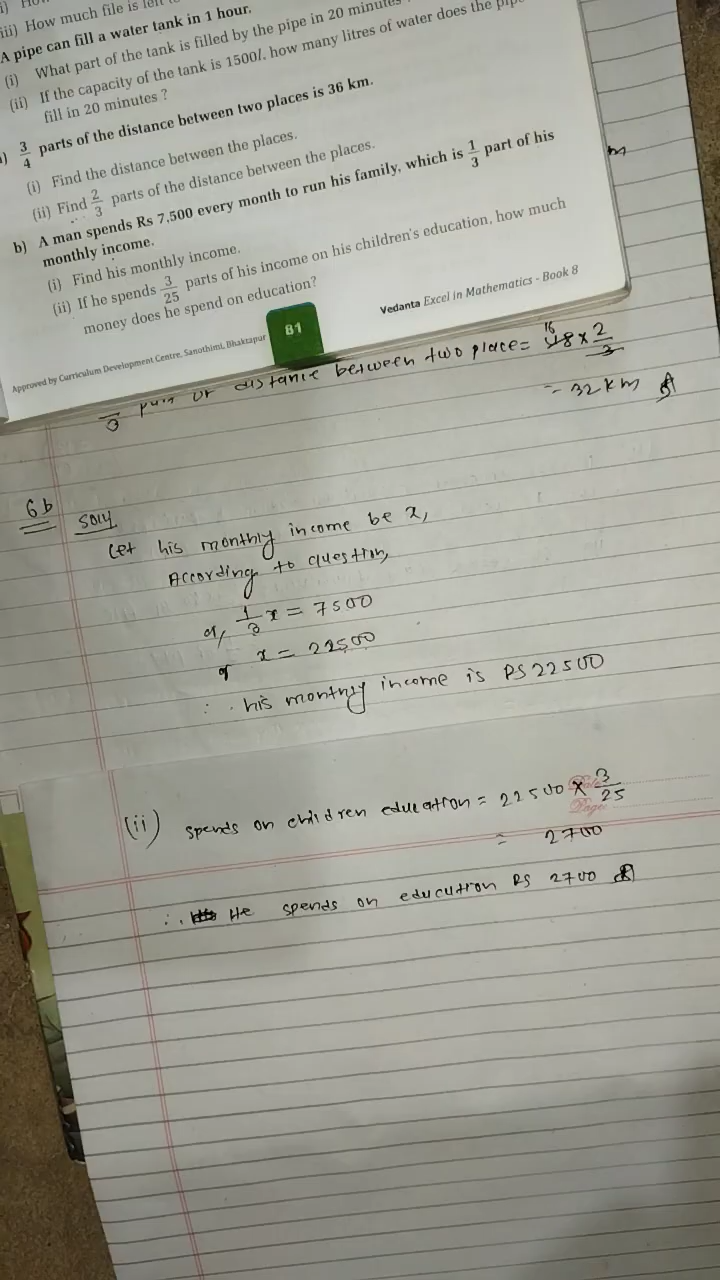 iii) How much file is left
A pipe can fill a water tank in 1 hour.
(i) What part of the tank is filled by the pipe in 20 minutes
(ii) If the capacity of the tank is 1500l, how many litres of water does the pipe
fill in 20 minutes ?
) 3/4 parts of the distance between two places is 36 km.
(i) Find the distance between the places.
(ii) Find 2/3 parts of the distance between the places.
b) A man spends Rs 7,500 every month to run his family, which is 1/3 part of his
monthly income.
(i) Find his monthly income.
(ii) If he spends 3/25 parts of his income on his children's education, how much
money does he spend on education?
81
Vedanta Excel in Mathematics - Book 8
Approved by Curriculum Development Centre, Sanothimi, Bhaktapur
distance between two place = 48 × 2/3
16
= 32 km
6b
Soln
Let his monthly income be x,
According to question,
or, 1/3 x = 7500
or x = 22500
∴ his monthly income is RS 22500
(ii) spends on children education = 22500 × 3/25
Date
Page
= 2700
∴ He spends on education RS 2700